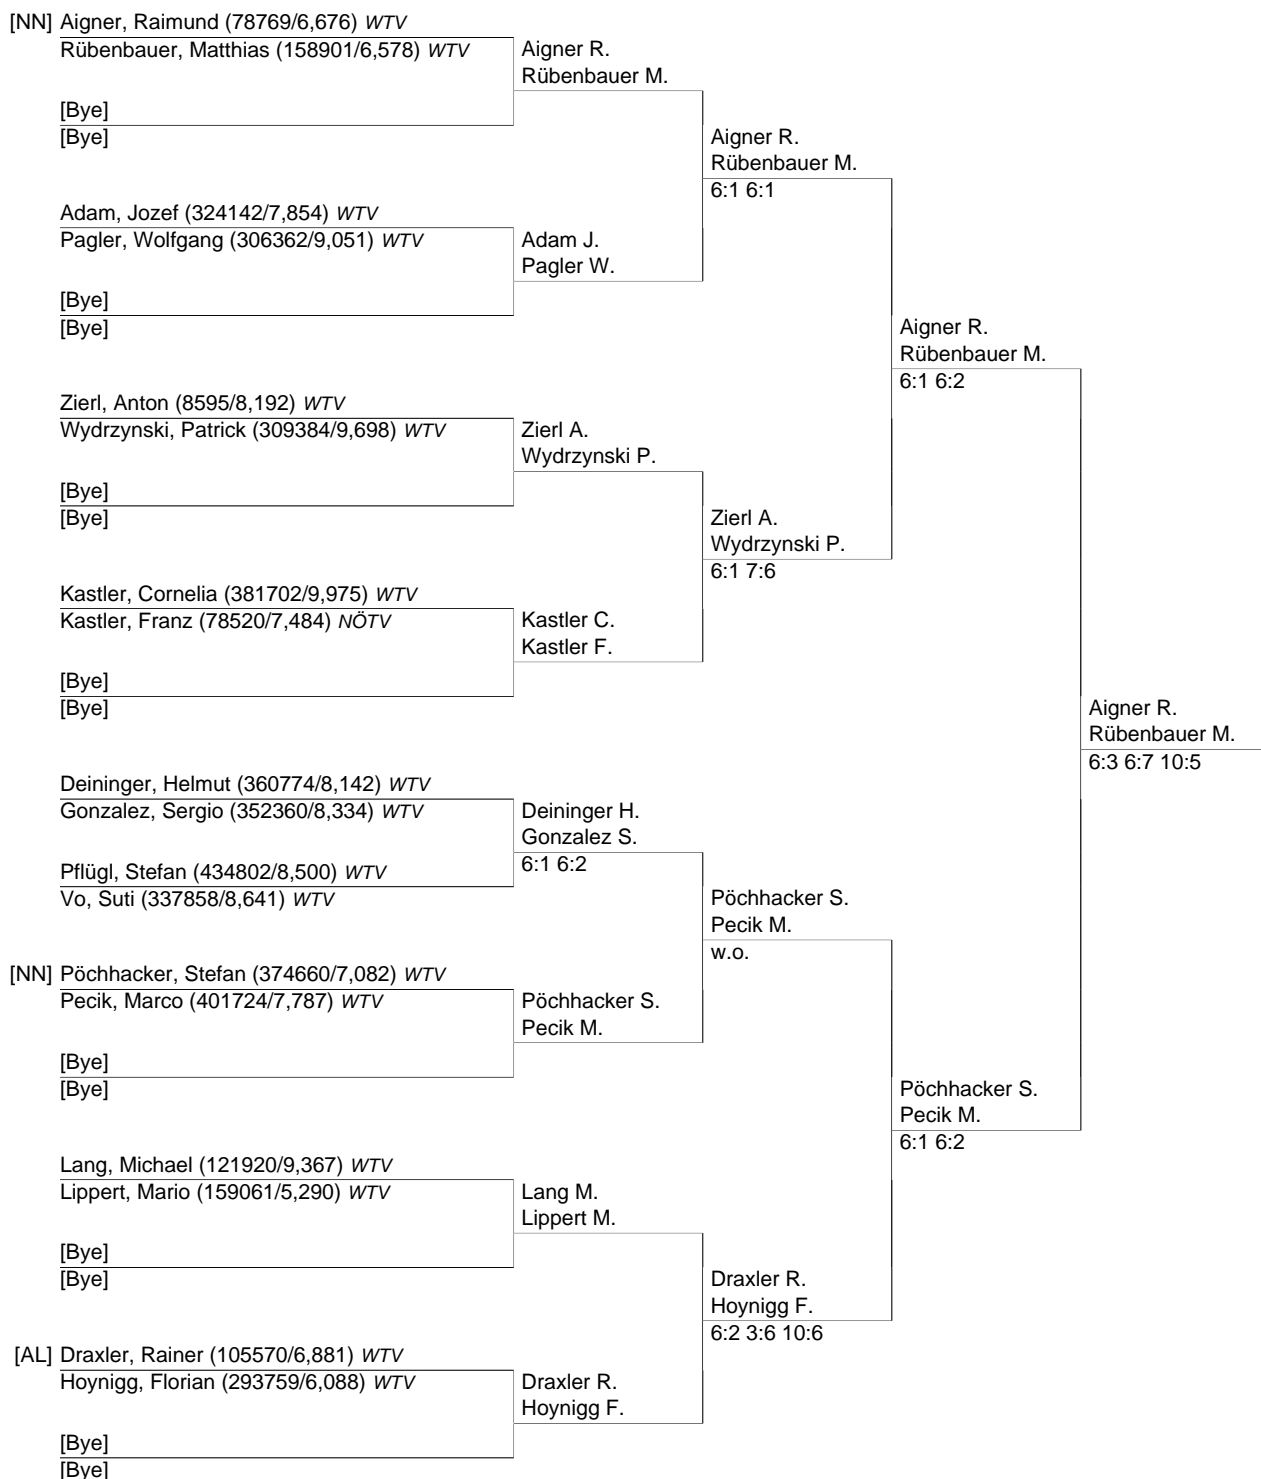 [NN] Aigner, Raimund (78769/6,676) WTV
Rübenbauer, Matthias (158901/6,578) WTV
[Bye]
[Bye]
Adam, Jozef (324142/7,854) WTV
Pagler, Wolfgang (306362/9,051) WTV
[Bye]
[Bye]
Zierl, Anton (8595/8,192) WTV
Wydrzynski, Patrick (309384/9,698) WTV
[Bye]
[Bye]
Kastler, Cornelia (381702/9,975) WTV
Kastler, Franz (78520/7,484) NÖTV
[Bye]
[Bye]
Deininger, Helmut (360774/8,142) WTV
Gonzalez, Sergio (352360/8,334) WTV
Pflügl, Stefan (434802/8,500) WTV
Vo, Suti (337858/8,641) WTV
[NN] Pöchhacker, Stefan (374660/7,082) WTV
Pecik, Marco (401724/7,787) WTV
[Bye]
[Bye]
Lang, Michael (121920/9,367) WTV
Lippert, Mario (159061/5,290) WTV
[Bye]
[Bye]
[AL] Draxler, Rainer (105570/6,881) WTV
Hoynigg, Florian (293759/6,088) WTV
[Bye]
[Bye]
Aigner R.
Rübenbauer M.
Adam J.
Pagler W.
Zierl A.
Wydrzynski P.
Kastler C.
Kastler F.
Deininger H.
Gonzalez S.
6:1 6:2
Pöchhacker S.
Pecik M.
Lang M.
Lippert M.
Draxler R.
Hoynigg F.
Aigner R.
Rübenbauer M.
6:1 6:1
Zierl A.
Wydrzynski P.
6:1 7:6
Pöchhacker S.
Pecik M.
w.o.
Draxler R.
Hoynigg F.
6:2 3:6 10:6
Aigner R.
Rübenbauer M.
6:1 6:2
Pöchhacker S.
Pecik M.
6:1 6:2
Aigner R.
Rübenbauer M.
6:3 6:7 10:5